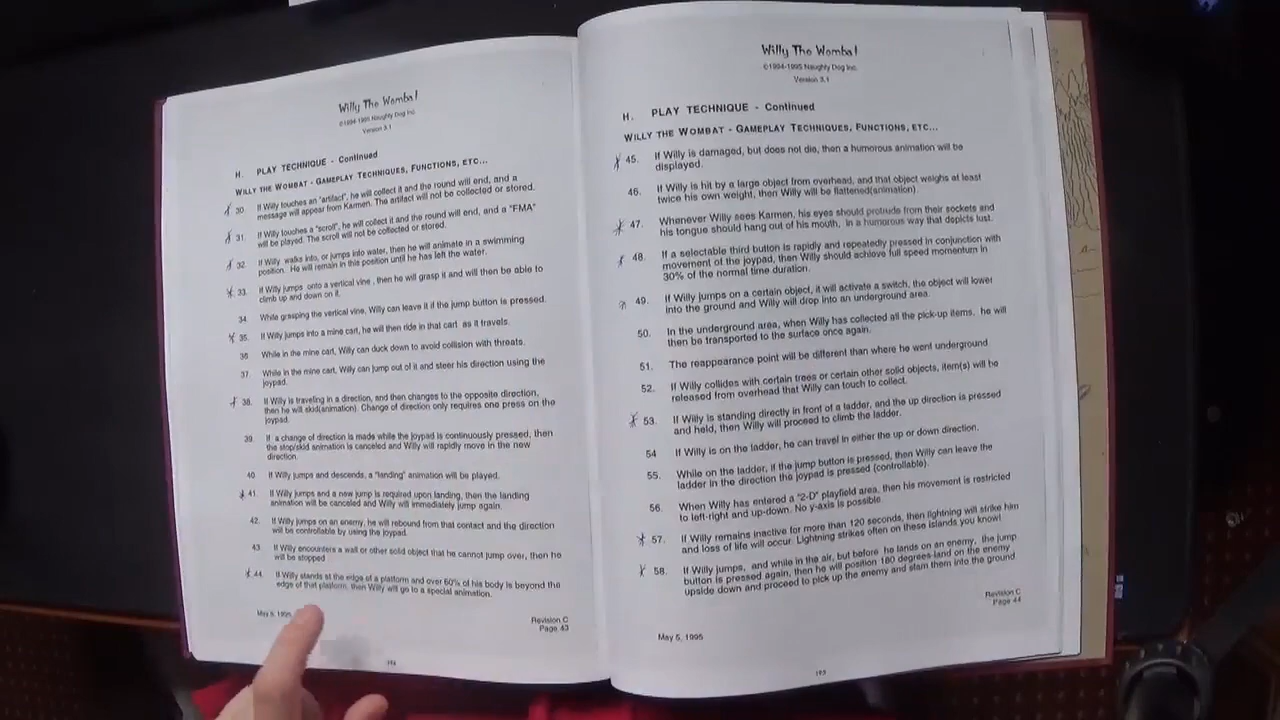 Willy The Wombat
©1994-1995 Naughty Dog Inc.
Version 3.1
H. PLAY TECHNIQUE - Continued
WILLY THE WOMBAT - GAMEPLAY TECHNIQUES, FUNCTIONS, ETC...
30. If Willy touches an "artifact", he will collect it and the round will end, and a
message will appear from Karmen. The artifact will not be collected or stored.
31. If Willy touches a "scroll", he will collect it and the round will end, and a "FMA"
will be played. The scroll will not be collected or stored.
32. If Willy walks into, or jumps into water, then he will animate in a swimming
position. He will remain in this position until he has left the water.
33. If Willy jumps onto a vertical vine, then he will grasp it and will then be able to
climb up and down on it.
34. While grasping the vertical vine, Willy can leave it if the jump button is pressed.
35. If Willy jumps into a mine cart, he will then ride in that cart as it travels.
36 While in the mine cart, Willy can duck down to avoid collision with threats.
37. While in the mine cart, Willy can jump out of it and steer his direction using the
joypad.
38. If Willy is traveling in a direction, and then changes to the opposite direction,
then he will skid(animation). Change of direction only requires one press on the
joypad.
39. If a change of direction is made while the joypad is continuously pressed, then
the stop/skid animation is canceled and Willy will rapidly move in the new
direction.
40 If Willy jumps and descends, a "landing" animation will be played.
41. If Willy jumps and a new jump is required upon landing, then the landing
animation will be canceled and Willy will immediately jump again.
42. If Willy jumps on an enemy, he will rebound from that contact and the direction
will be controllable by using the joypad.
43. If Willy encounters a wall or other solid object that he cannot jump over, then he
will be stopped
44. If Willy stands at the edge of a platform and over 60% of his body is beyond the
edge of that platform, then Willy will go to a special animation.
May 5, 1995
Revision C
Page 43
194
Willy The Wombat
©1994-1995 Naughty Dog Inc.
Version 3.1
H. PLAY TECHNIQUE - Continued
WILLY THE WOMBAT - GAMEPLAY TECHNIQUES, FUNCTIONS, ETC...
45. If Willy is damaged, but does not die, then a humorous animation will be
displayed.
46. If Willy is hit by a large object from overhead, and that object weighs at least
twice his own weight, then Willy will be flattened(animation).
47. Whenever Willy sees Karmen, his eyes should protrude from their sockets and
his tongue should hang out of his mouth, in a humorous way that depicts lust.
48. If a selectable third button is rapidly and repeatedly pressed in conjunction with
movement of the joypad, then Willy should achieve full speed momentum in
30% of the normal time duration.
49. If Willy jumps on a certain object, it will activate a switch, the object will lower
into the ground and Willy will drop into an underground area.
50. In the underground area, when Willy has collected all the pick-up items, he will
then be transported to the surface once again.
51. The reappearance point will be different than where he went underground
52. If Willy collides with certain trees or certain other solid objects, item(s) will be
released from overhead that Willy can touch to collect.
53. If Willy is standing directly in front of a ladder, and the up direction is pressed
and held, then Willy will proceed to climb the ladder.
54 If Willy is on the ladder, he can travel in either the up or down direction.
55. While on the ladder, if the jump button is pressed, then Willy can leave the
ladder in the direction the joypad is pressed (controllable).
56. When Willy has entered a "2-D" playfield area, then his movement is restricted
to left-right and up-down. No y-axis is possible
57. If Willy remains inactive for more than 120 seconds, then lightning will strike him
and loss of life will occur. Lightning strikes often on these islands you know!
58. If Willy jumps, and while in the air, but before he lands on an enemy, the jump
button is pressed again, then he will position 180 degrees-land on the enemy
upside down and proceed to pick up the enemy and slam them into the ground
May 5, 1995
Revision C
Page 44
195